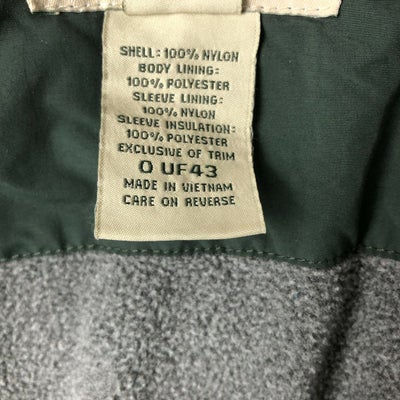 SHELL: 100% NYLON
BODY LINING:
100% POLYESTER
SLEEVE LINING:
100% NYLON
SLEEVE INSULATION:
100% POLYESTER
EXCLUSIVE OF TRIM
O UF43
MADE IN VIETNAM
CARE ON REVERSE